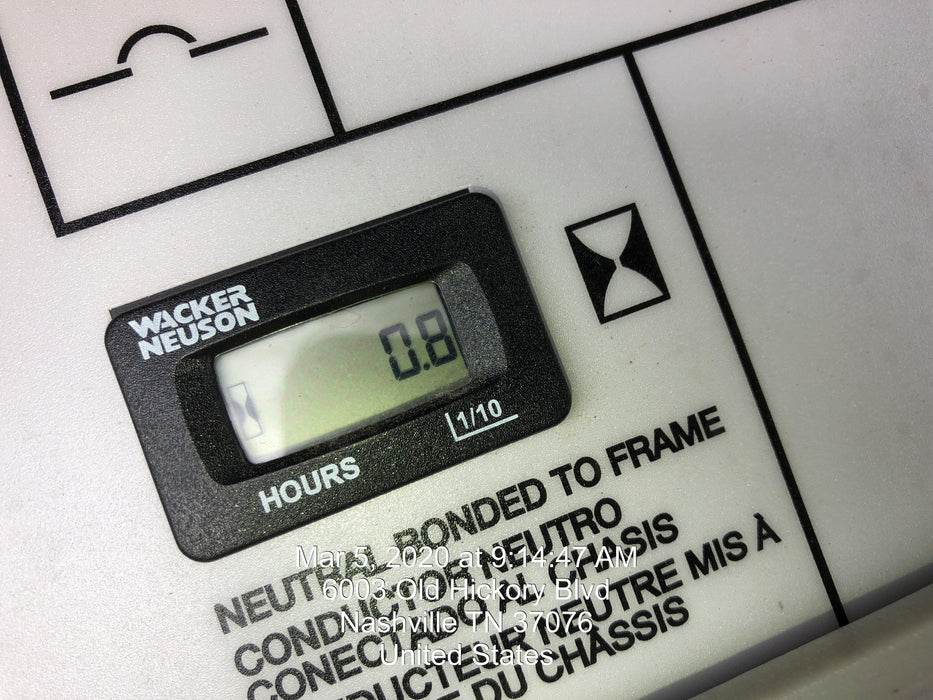 WACKER
NEUSON
0.8
1/10
HOURS
NEUTRAL BONDED TO FRAME
CONDUCTOR NEUTRO
CONECTADO AL CHASIS
CONDUCTEUR NEUTRE MIS À
DU CHÂSSIS
Mar 5, 2020 at 9:14:47 AM
6003 Old Hickory Blvd
Nashville TN 37076
United States